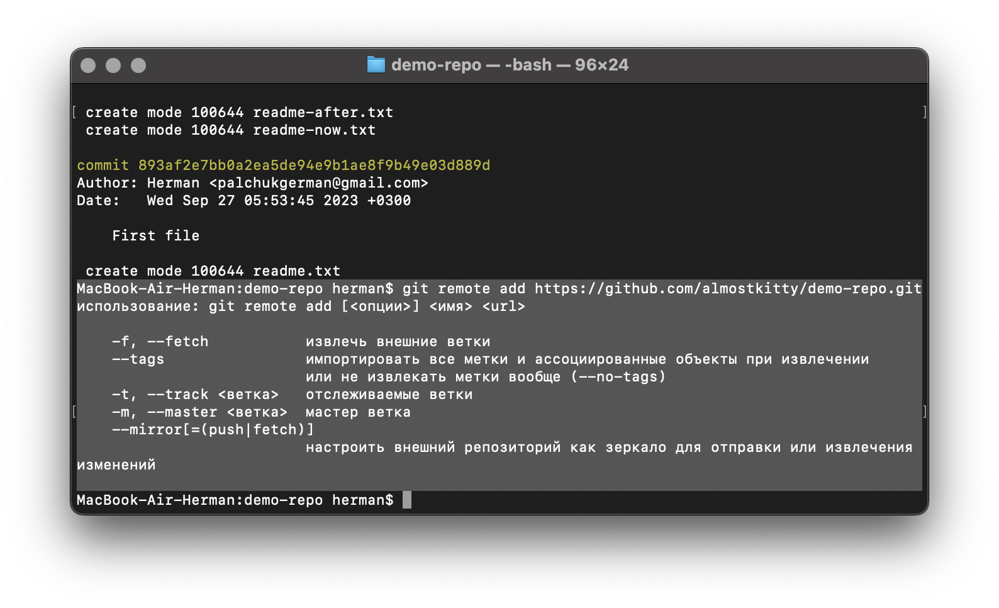 demo-repo — -bash — 96×24
create mode 100644 readme-after.txt
create mode 100644 readme-now.txt
commit 893af2e7bb0a2ea5de94e9b1ae8f9b49e03d889d
Author: Herman <palchukgerman@gmail.com>
Date:   Wed Sep 27 05:53:45 2023 +0300
First file
create mode 100644 readme.txt
MacBook-Air-Herman:demo-repo herman$ git remote add https://github.com/almostkitty/demo-repo.git
использование: git remote add [<опции>] <имя> <url>
-f, --fetch           извлечь внешние ветки
--tags                импортировать все метки и ассоциированные объекты при извлечении
или не извлекать метки вообще (--no-tags)
-t, --track <ветка>   отслеживаемые ветки
-m, --master <ветка>  мастер ветка
--mirror[=(push|fetch)]
настроить внешний репозиторий как зеркало для отправки или извлечения
изменений
MacBook-Air-Herman:demo-repo herman$